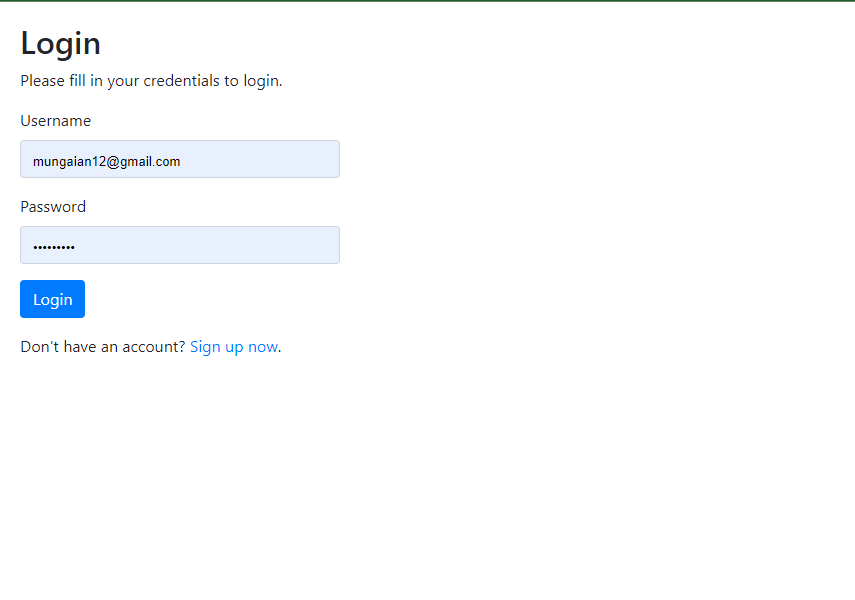 Login
Please fill in your credentials to login.
Username
mungaian12@gmail.com
Password
•••••••••
Login
Don't have an account? Sign up now.